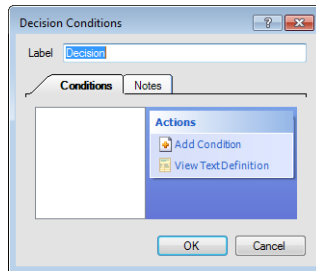 Decision Conditions
Label Decision
Conditions Notes
Actions
Add Condition
View Text Definition
OK Cancel